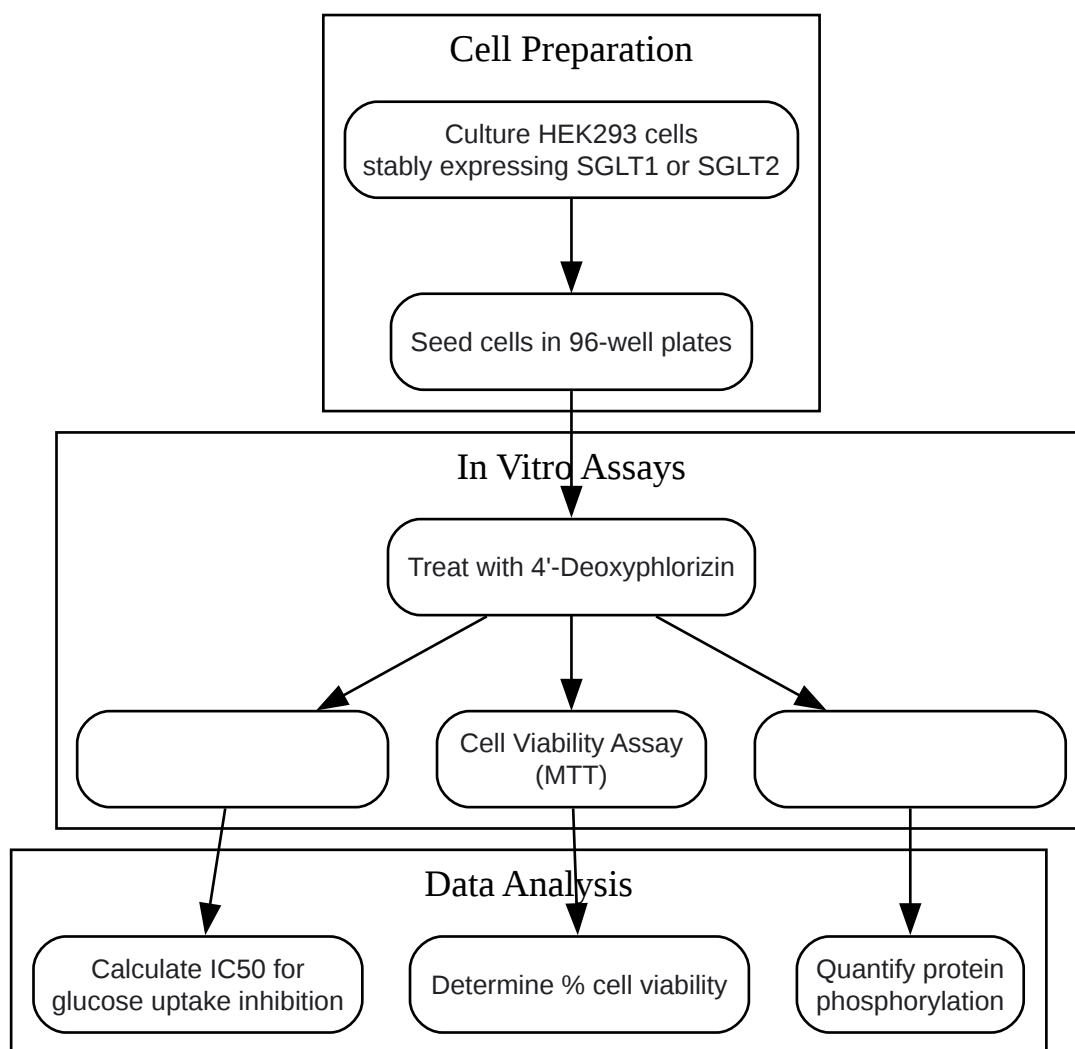 Cell Preparation
Culture HEK293 cells
stably expressing SGLT1 or SGLT2
Seed cells in 96-well plates
In Vitro Assays
Treat with 4'-Deoxyphlorizin
Cell Viability Assay
(MTT)
Data Analysis
Calculate IC50 for
glucose uptake inhibition
Determine % cell viability
Quantify protein
phosphorylation